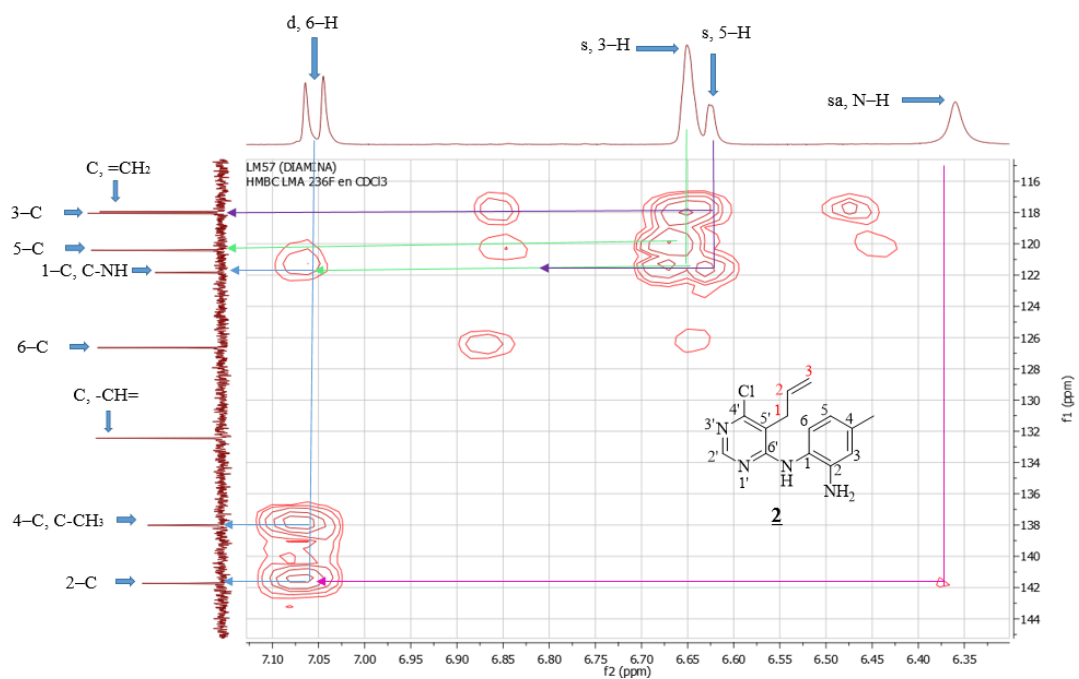 d, 6–H
s, 3–H
s, 5–H
sa, N–H
LM57 (DIAMINA)
HMBC LMA 236F en CDCl3
C, =CH₂
3–C
5–C
1–C, C-NH
6–C
C, -CH=
4–C, C-CH₃
2–C
116
118
120
122
124
126
128
130
132
134
136
138
140
142
144
f1 (ppm)
7.10 7.05 7.00 6.95 6.90 6.85 6.80 6.75 6.70 6.65 6.60 6.55 6.50 6.45 6.40 6.35
f2 (ppm)
3
2
Cl
1
4'
5'
6
5
4
3'
N
6'
3
2'
N
N
1
2
1'
H
NH₂
2